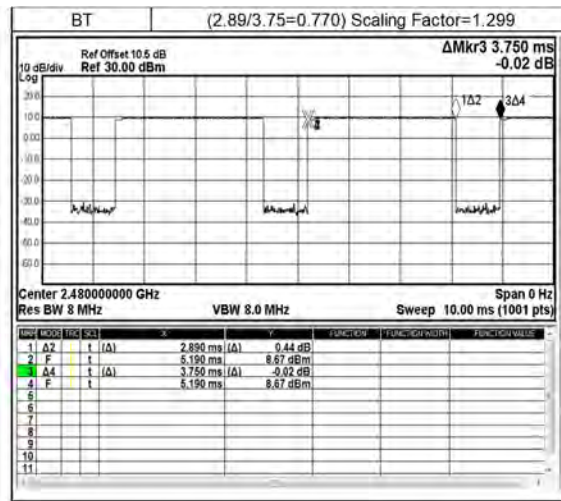 BT (2.89/3.75=0.770) Scaling Factor=1.299
Ref Offset 10.5 dB ΔMkr3 3.750 ms
10 dB/div Ref 30.00 dBm -0.02 dB
Log
20.0
1Δ2 3Δ4
10.0
0.00
-10.0
-20.0
-30.0
-40.0
-50.0
-60.0
Center 2.480000000 GHz Span 0 Hz
Res BW 8 MHz VBW 8.0 MHz Sweep 10.00 ms (1001 pts)
MKR MODE TRC SCL X Y FUNCTION FUNCTION WIDTH FUNCTION VALUE
1 Δ2 t (Δ) 2.890 ms (Δ) 0.44 dB
2 F t 5.190 ms 8.67 dBm
3 Δ4 t (Δ) 3.750 ms (Δ) -0.02 dB
4 F t 5.190 ms 8.67 dBm
5
6
7
8
9
10
11